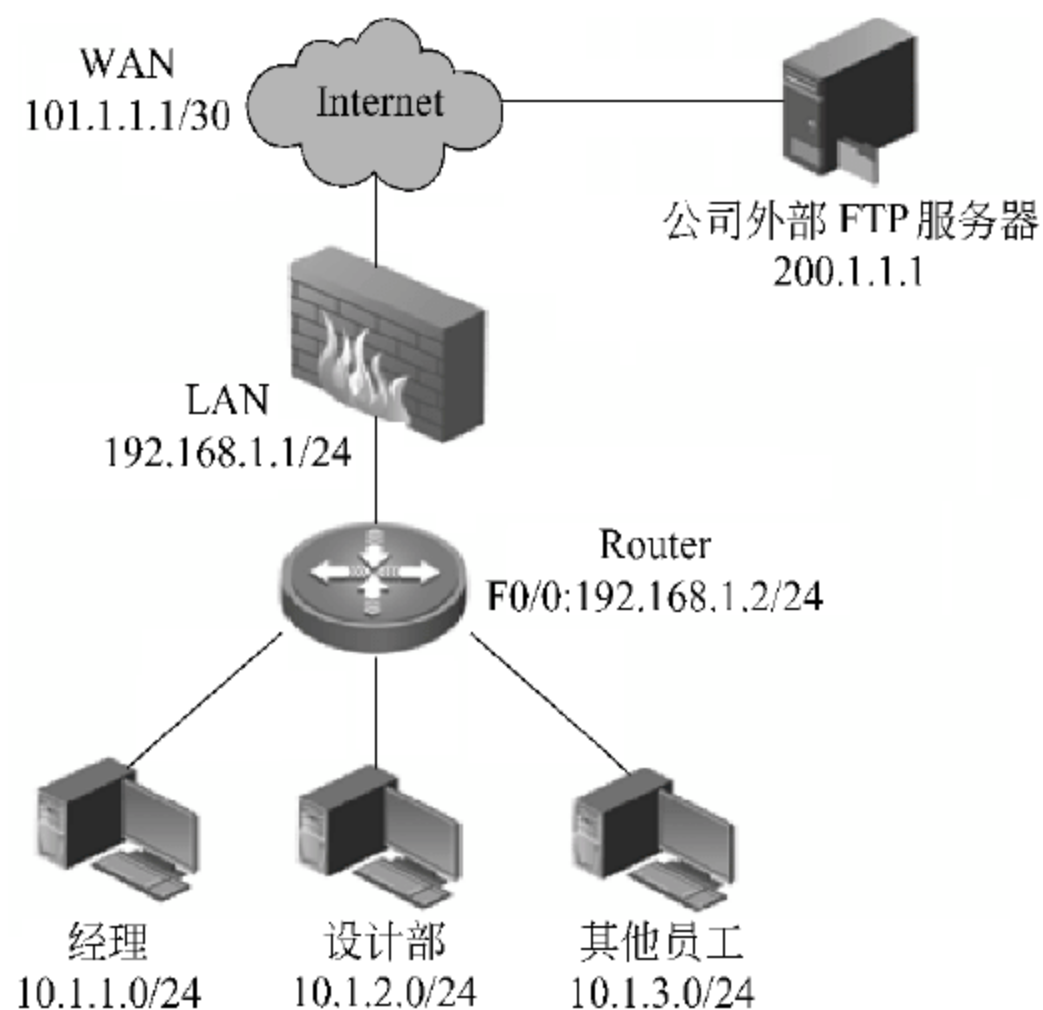 WAN
101.1.1.1/30
Internet
公司外部 FTP 服务器
200.1.1.1
LAN
192.168.1.1/24
Router
F0/0:192.168.1.2/24
经理
10.1.1.0/24
设计部
10.1.2.0/24
其他员工
10.1.3.0/24